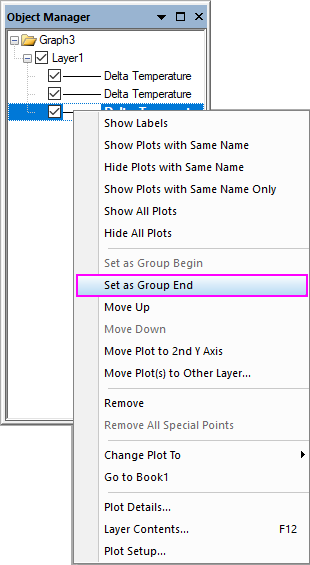 Object Manager
Graph3
Layer1
Delta Temperature
Delta Temperature
Show Labels
Show Plots with Same Name
Hide Plots with Same Name
Show Plots with Same Name Only
Show All Plots
Hide All Plots
Set as Group Begin
Set as Group End
Move Up
Move Down
Move Plot to 2nd Y Axis
Move Plot(s) to Other Layer...
Remove
Remove All Special Points
Change Plot To
Go to Book1
Plot Details...
Layer Contents... F12
Plot Setup...